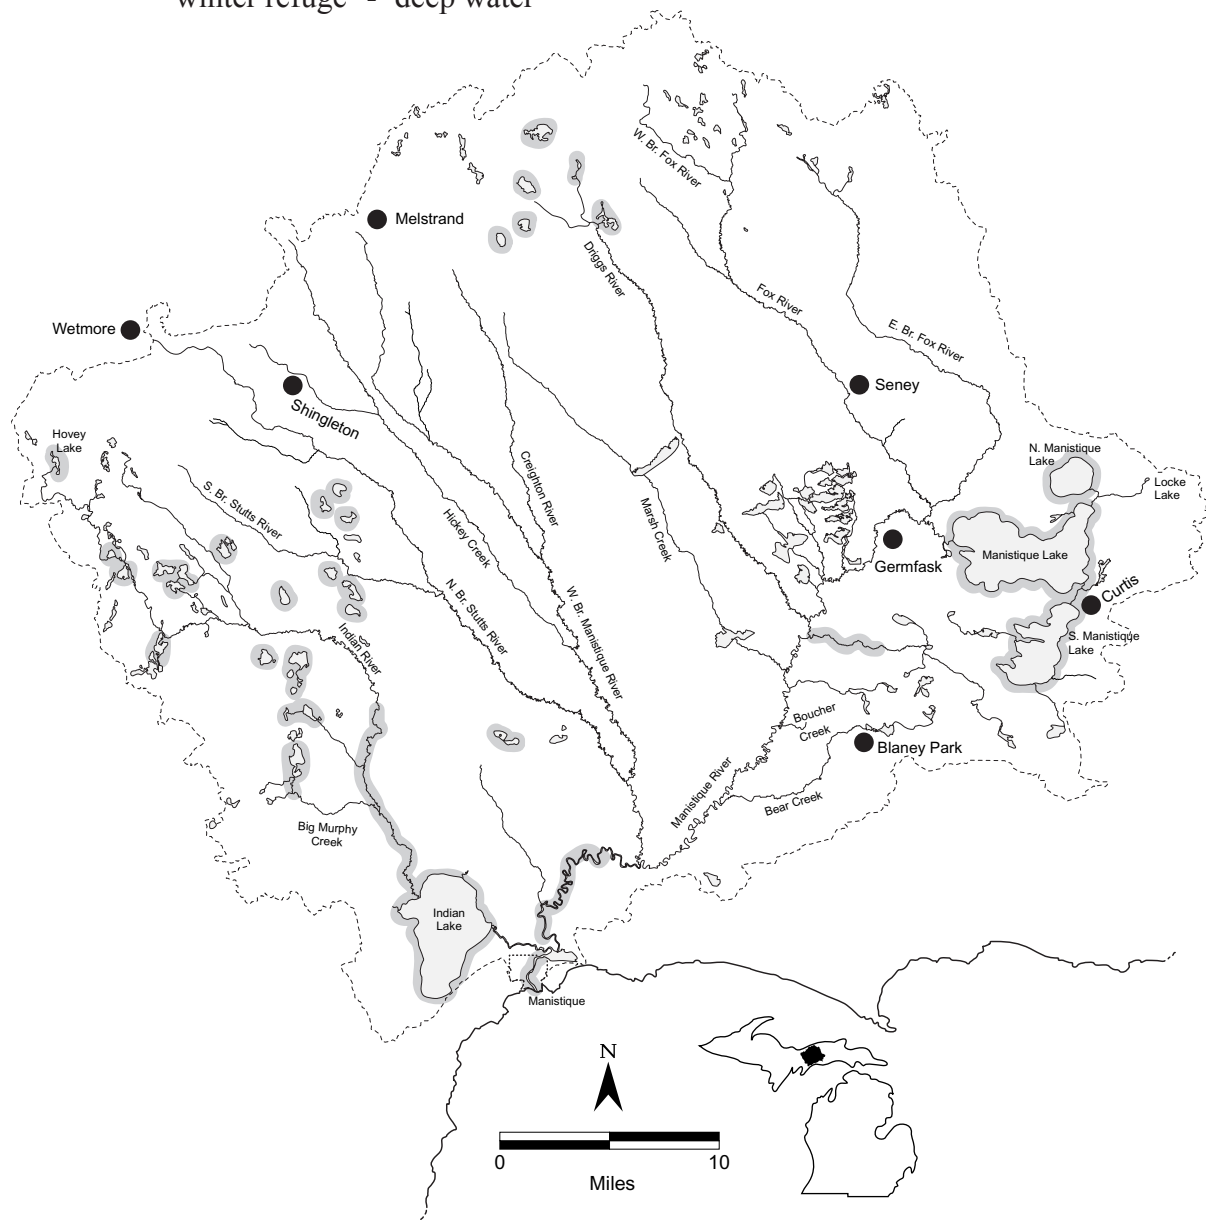 winter refuge - deep water
W. Br. Fox River
Melstrand
Driggs River
Fox River
Wetmore
E. Br. Fox River
Seney
Shingleton
Hovey
Lake
N. Manistique
Lake
Locke
Lake
S. Br. Stutts River
Creighton River
Hickey Creek
Marsh Creek
Manistique Lake
Germfask
Curtis
N. Br. Stutts River
W. Br. Manistique River
Indian River
S. Manistique
Lake
Boucher
Creek
Blaney Park
Manistique River
Bear Creek
Big Murphy
Creek
Indian
Lake
Manistique
N
0
10
Miles